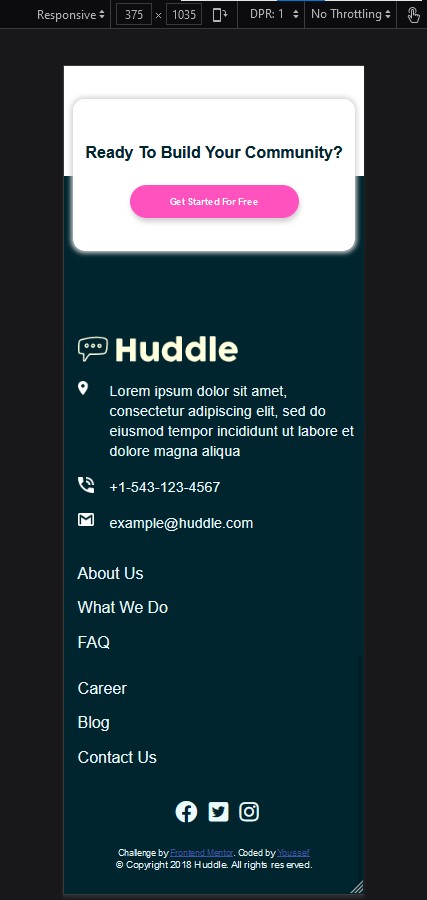 Responsive 375 × 1035 DPR: 1 No Throttling
Ready To Build Your Community?
Get Started For Free
Huddle
Lorem ipsum dolor sit amet,
consectetur adipiscing elit, sed do
eiusmod tempor incididunt ut labore et
dolore magna aliqua
+1-543-123-4567
example@huddle.com
About Us
What We Do
FAQ
Career
Blog
Contact Us
Challenge by Frontend Mentor. Coded by Youssef.
© Copyright 2018 Huddle. All rights reserved.